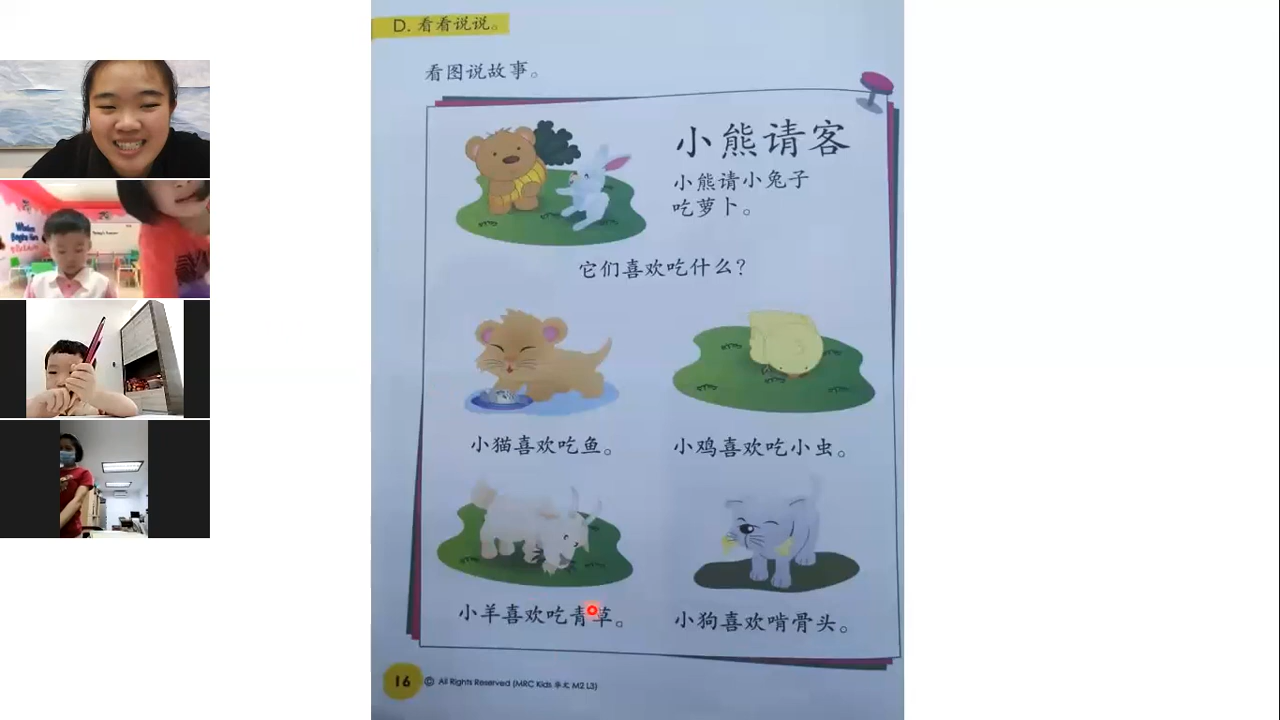 D. 看看说说。
看图说故事。
小熊请客
小熊请小兔子
吃萝卜。
它们喜欢吃什么？
小猫喜欢吃鱼。
小鸡喜欢吃小虫。
小羊喜欢吃青草。
小狗喜欢啃骨头。
16 © All Rights Reserved (MRC Kids 华文 M2 L3)